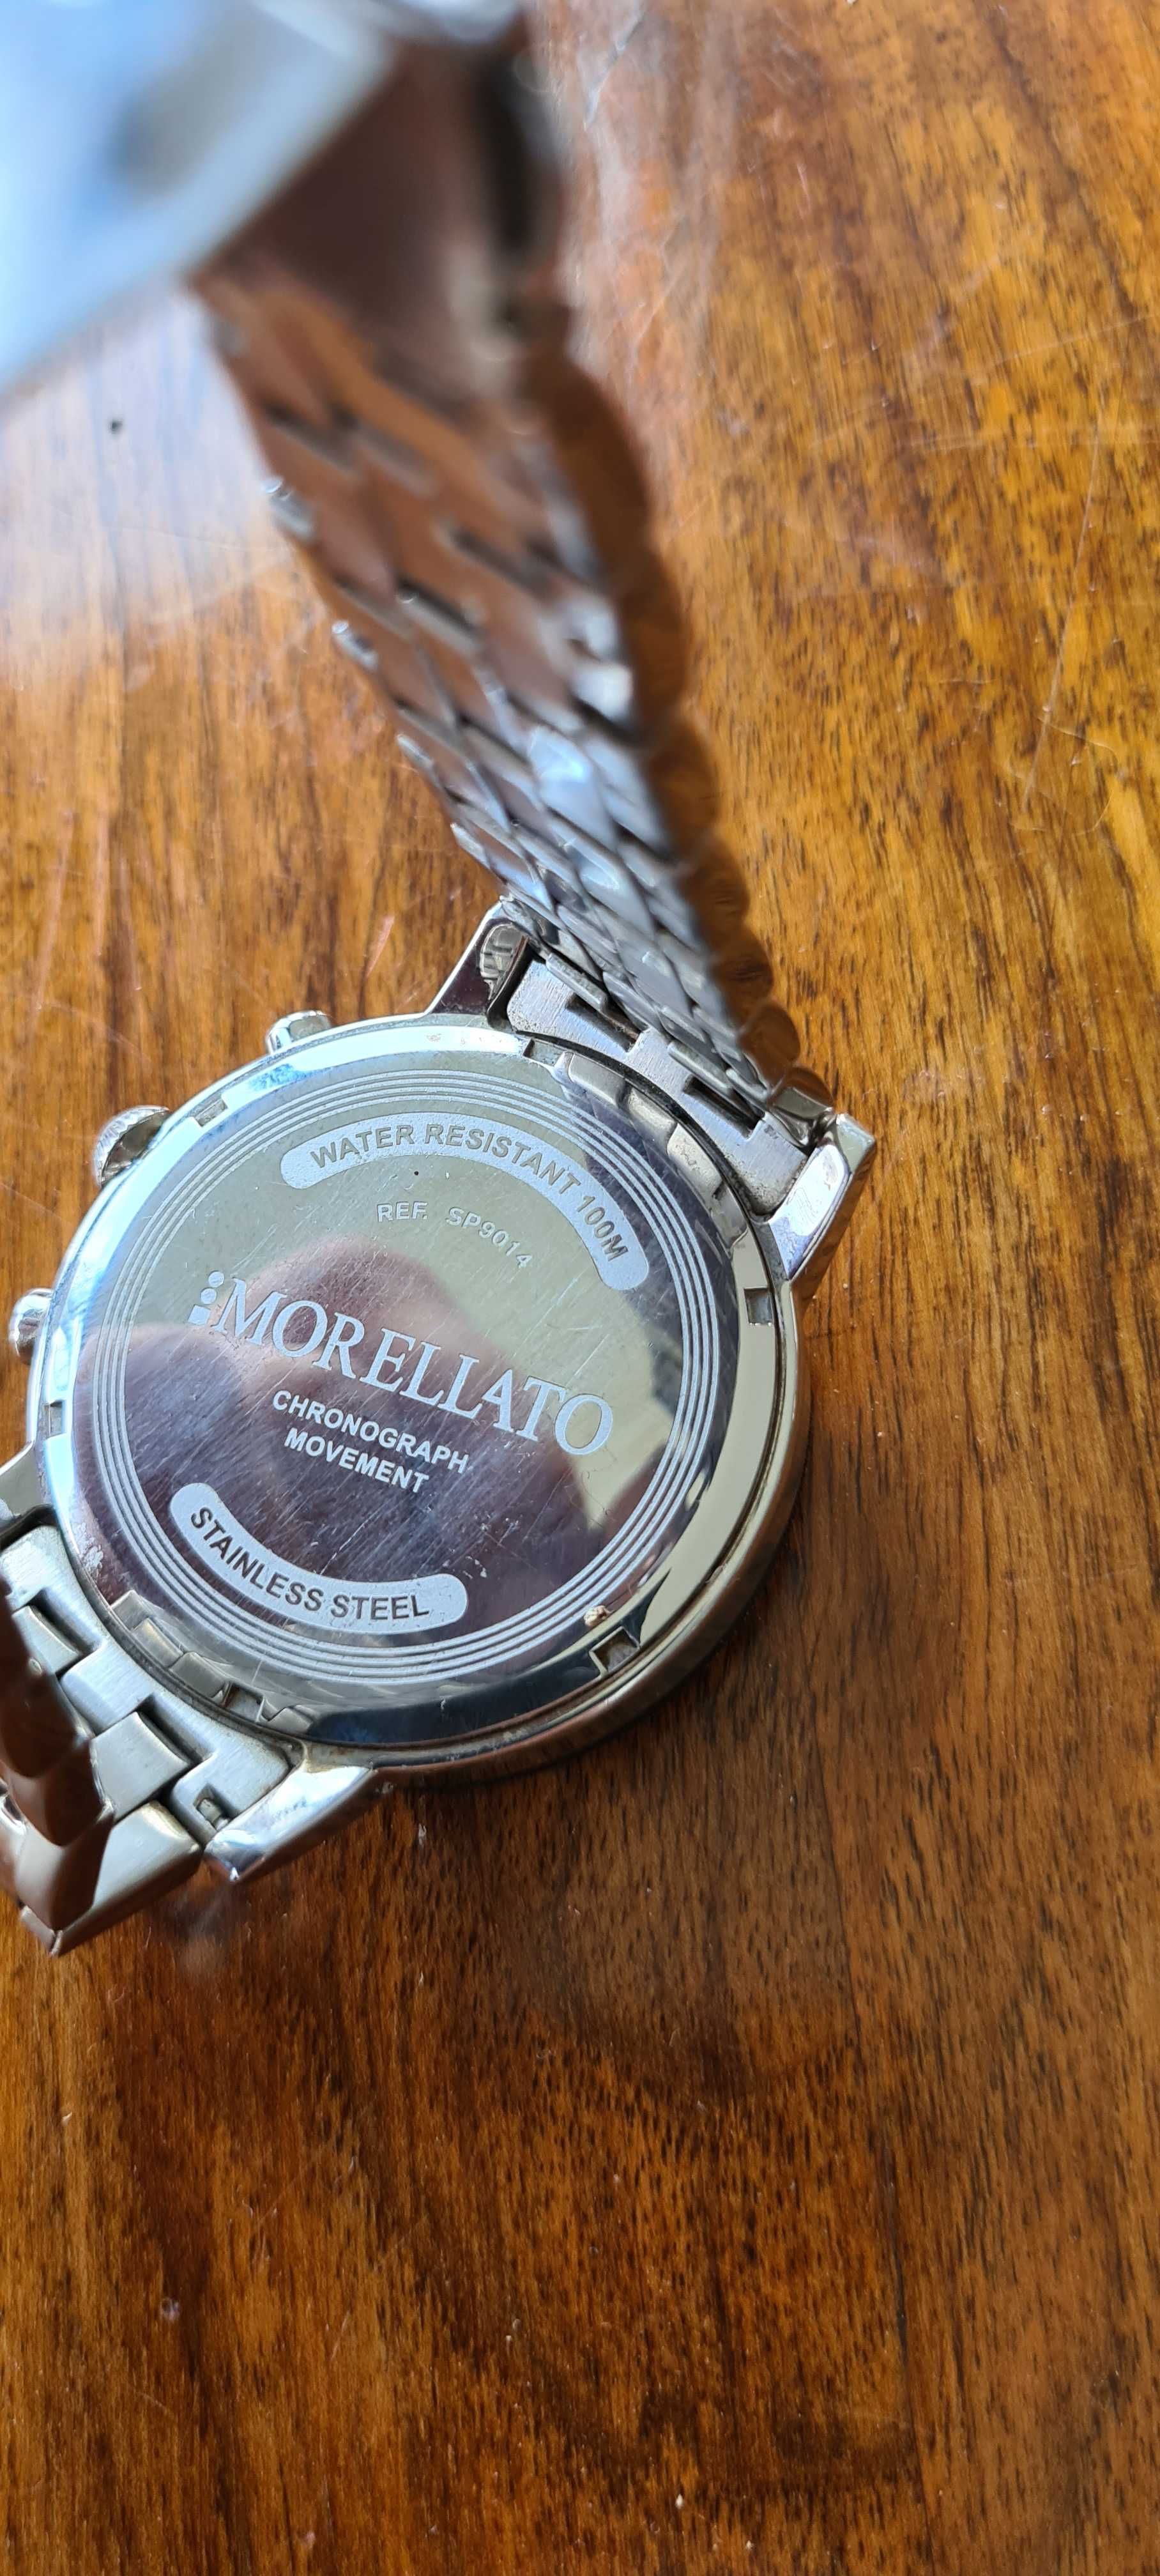 WATER RESISTANT 100M
REF. SP9014
MORELLATO
CHRONOGRAPH
MOVEMENT
STAINLESS STEEL